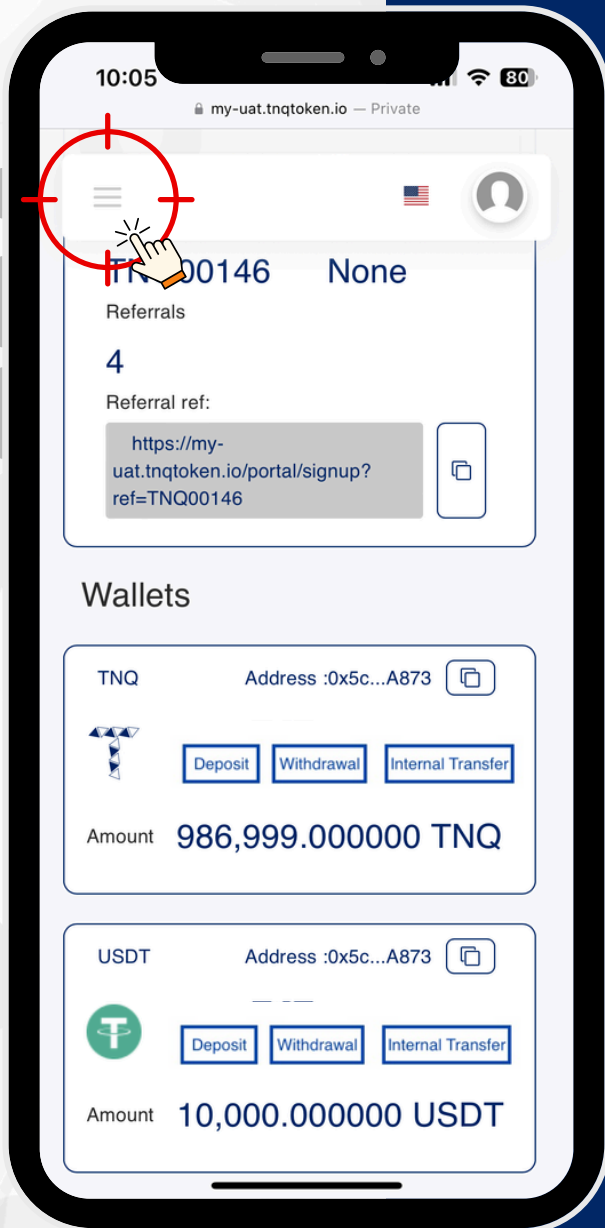 10:05
80
my-uat.tnqtoken.io — Private
00146 None
Referrals
4
Referral ref:
https://my-
uat.tnqtoken.io/portal/signup?
ref=TNQ00146
Wallets
TNQ Address :0x5c...A873
Deposit Withdrawal Internal Transfer
Amount 986,999.000000 TNQ
USDT Address :0x5c...A873
Deposit Withdrawal Internal Transfer
Amount 10,000.000000 USDT